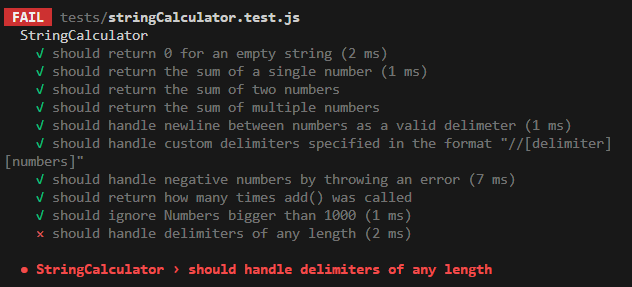 FAIL tests/stringCalculator.test.js
StringCalculator
√ should return 0 for an empty string (2 ms)
√ should return the sum of a single number (1 ms)
√ should return the sum of two numbers
√ should return the sum of multiple numbers
√ should handle newline between numbers as a valid delimeter (1 ms)
√ should handle custom delimiters specified in the format "//[delimiter]
[numbers]"
√ should handle negative numbers by throwing an error (7 ms)
√ should return how many times add() was called
√ should ignore Numbers bigger than 1000 (1 ms)
× should handle delimiters of any length (2 ms)
● StringCalculator › should handle delimiters of any length